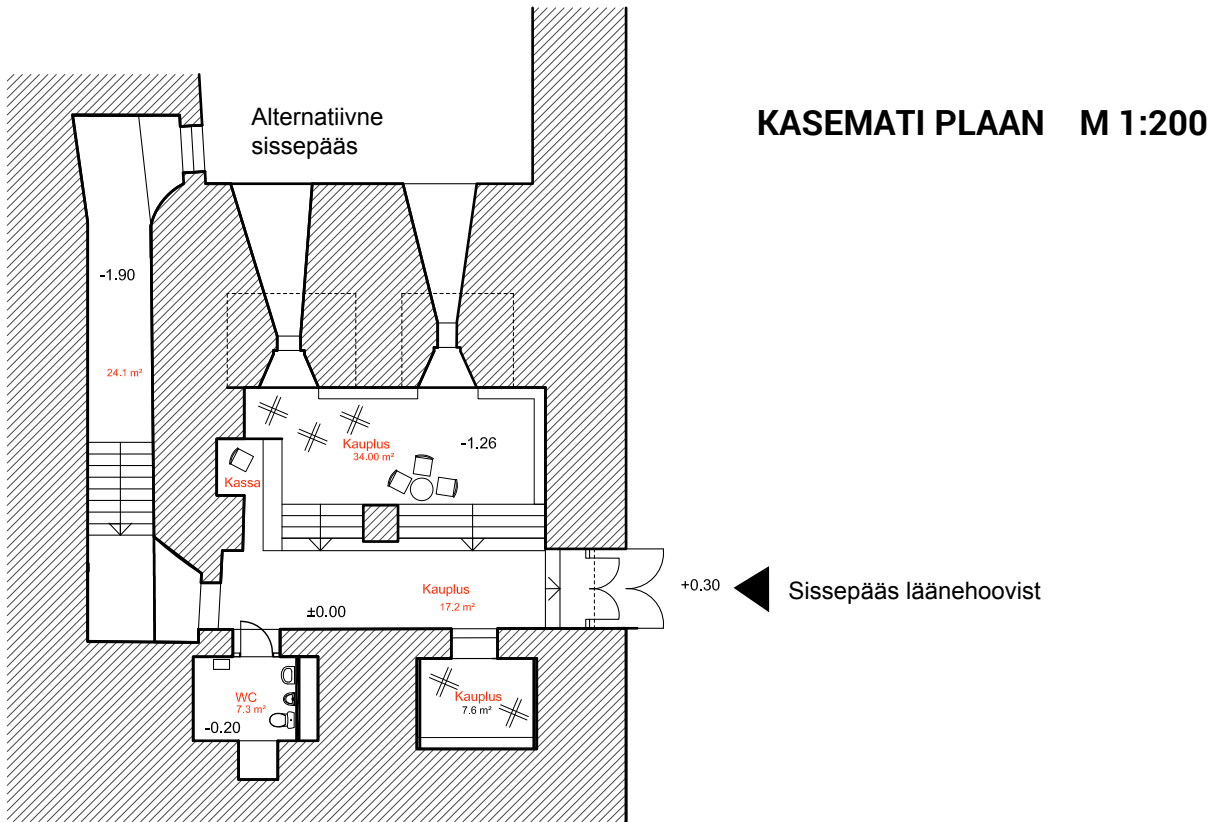 KASEMATI PLAAN M 1:200
Alternatiivne
sissepääs
-1.90
24.1 m²
Kauplus
34.00 m²
-1.26
Kassa
Kauplus
17.2 m²
±0.00
+0.30
Sissepääs läänehoovist
WC
7.3 m²
-0.20
Kauplus
7.6 m²